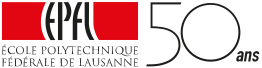 EPFL
ÉCOLE POLYTECHNIQUE
FÉDÉRALE DE LAUSANNE
50 ans